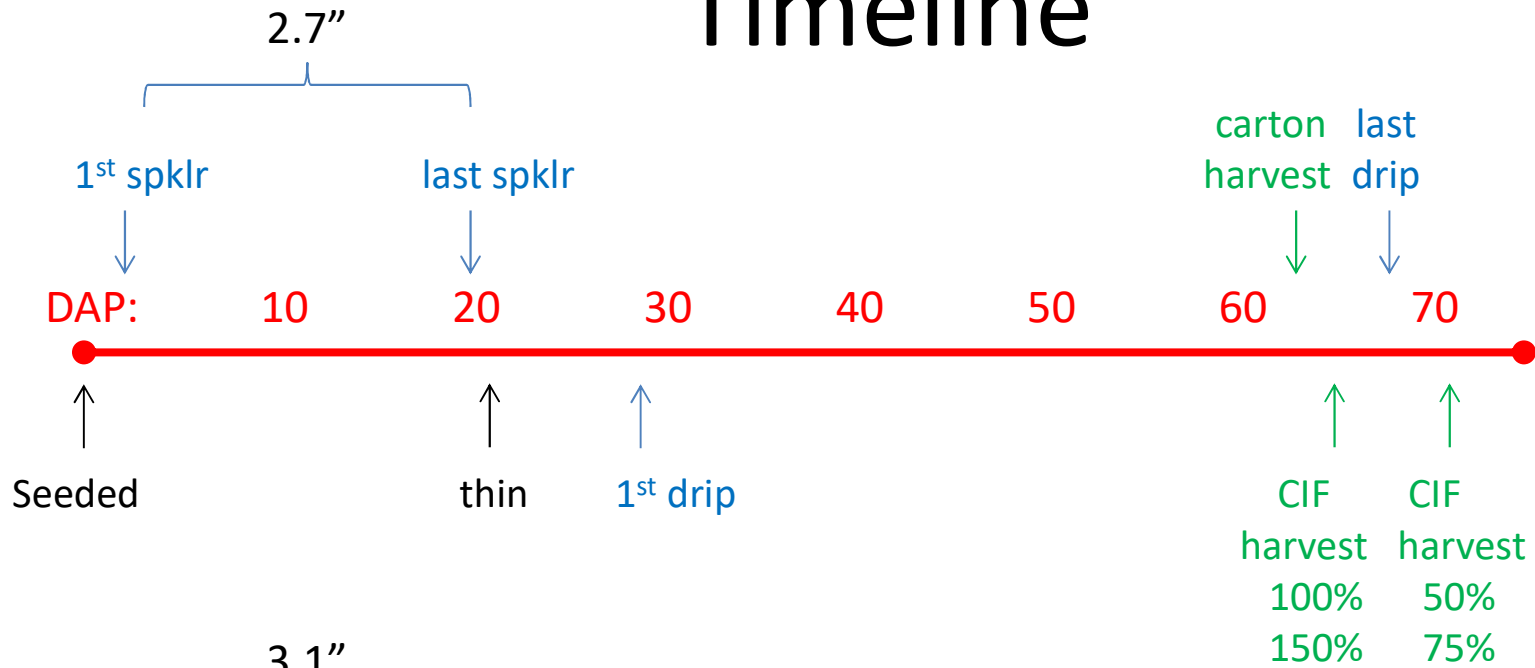 Timeline
2.7”
carton last
1st spklr last spklr harvest drip
DAP: 10 20 30 40 50 60 70
Seeded thin 1st drip CIF CIF
harvest harvest
100% 50%
150% 75%
3.1”